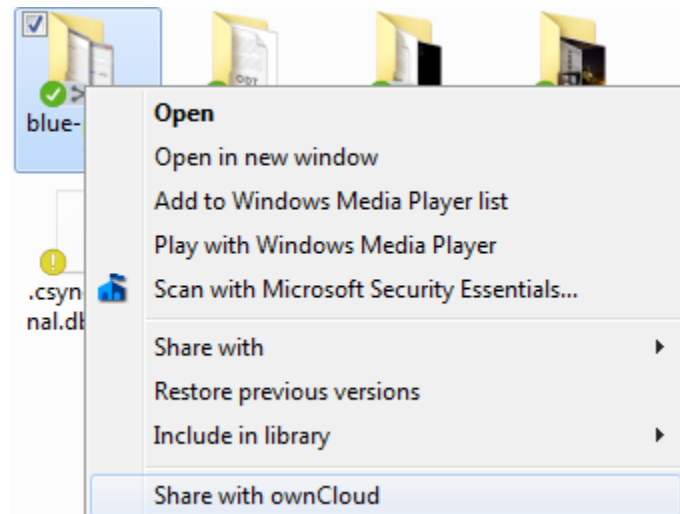 ODT
blue-
Open
Open in new window
Add to Windows Media Player list
Play with Windows Media Player
.csyn
Scan with Microsoft Security Essentials...
nal.db
Share with
Restore previous versions
Include in library
Share with ownCloud